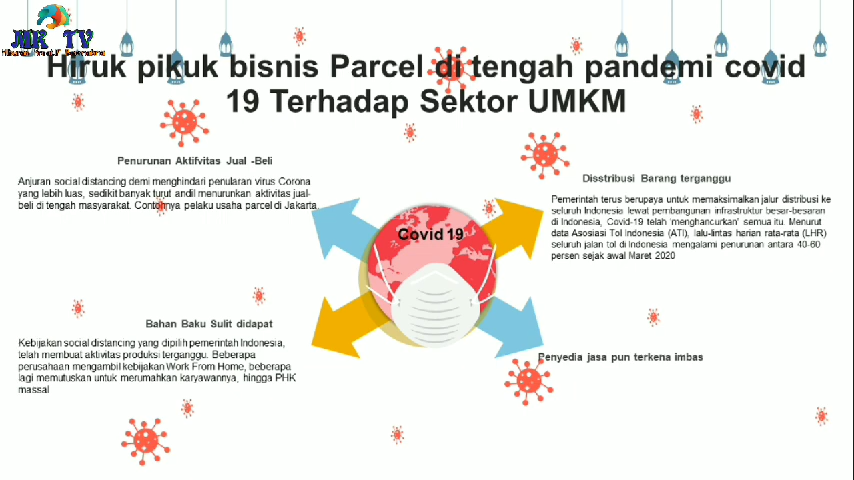 MR TV
Hiruk pikuk bisnis Parcel di tengah pandemi covid
19 Terhadap Sektor UMKM
Penurunan Aktifvitas Jual -Beli
Anjuran social distancing demi menghindari penularan virus Corona
yang lebih luas, sedikit banyak turut andil menurunkan aktivitas jual-
beli di tengah masyarakat. Contohnya pelaku usaha parcel di Jakarta.
Bahan Baku Sulit didapat
Kebijakan social distancing yang dipilih pemerintah Indonesia,
telah membuat aktivitas produksi terganggu. Beberapa
perusahaan mengambil kebijakan Work From Home, beberapa
lagi memutuskan untuk merumahkan karyawannya, hingga PHK
massal
Covid 19
Disstribusi Barang terganggu
Pemerintah terus berupaya untuk memaksimalkan jalur distribusi ke
seluruh Indonesia lewat pembangunan infrastruktur besar-besaran
di Indonesia, Covid-19 telah 'menghancurkan' semua itu. Menurut
data Asosiasi Tol Indonesia (ATI), lalu-lintas harian rata-rata (LHR)
seluruh jalan tol di Indonesia mengalami penurunan antara 40-60
persen sejak awal Maret 2020
Penyedia jasa pun terkena imbas